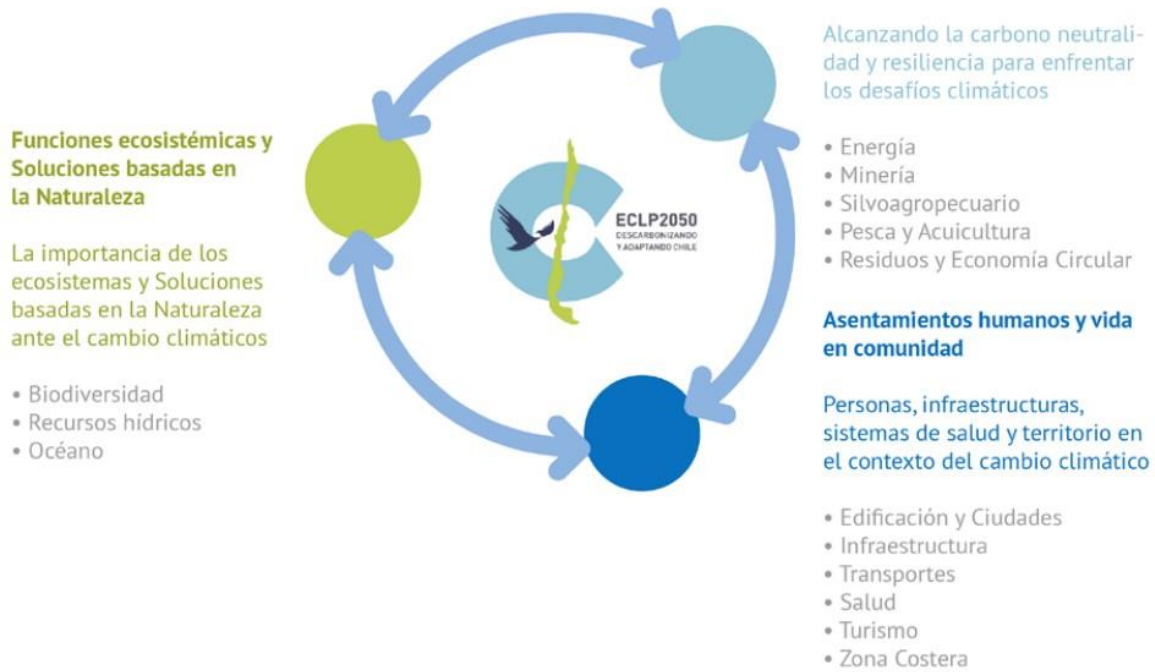 Funciones ecosistémicas y
Soluciones basadas en
la Naturaleza
La importancia de los
ecosistemas y Soluciones
basadas en la Naturaleza
ante el cambio climáticos
• Biodiversidad
• Recursos hídricos
• Océano
ECLP2050
DESCARBONIZANDO
Y ADAPTANDO CHILE
Alcanzando la carbono neutrali-
dad y resiliencia para enfrentar
los desafíos climáticos
• Energía
• Minería
• Silvoagropecuario
• Pesca y Acuicultura
• Residuos y Economía Circular
Asentamientos humanos y vida
en comunidad
Personas, infraestructuras,
sistemas de salud y territorio en
el contexto del cambio climático
• Edificación y Ciudades
• Infraestructura
• Transportes
• Salud
• Turismo
• Zona Costera